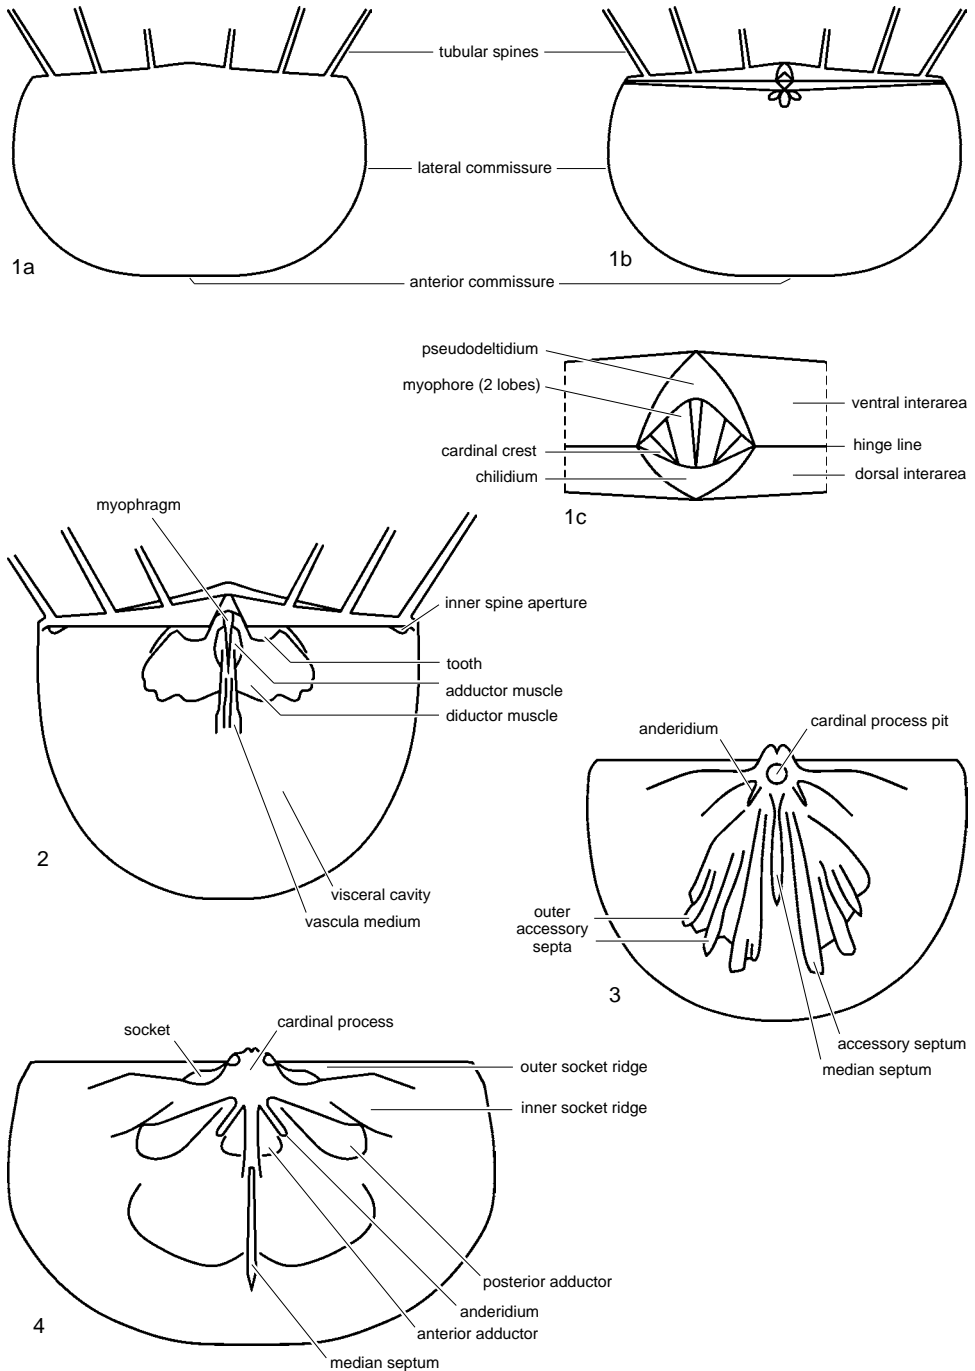 tubular spines
lateral commissure
1a
1b
anterior commissure
pseudodeltidium
myophore (2 lobes)
ventral interarea
hinge line
cardinal crest
dorsal interarea
chilidium
1c
myophragm
inner spine aperture
tooth
adductor muscle
diductor muscle
2
visceral cavity
vascula medium
anderidium
cardinal process pit
outer
accessory
septa
3
accessory septum
median septum
socket
cardinal process
outer socket ridge
inner socket ridge
posterior adductor
anderidium
anterior adductor
4
median septum